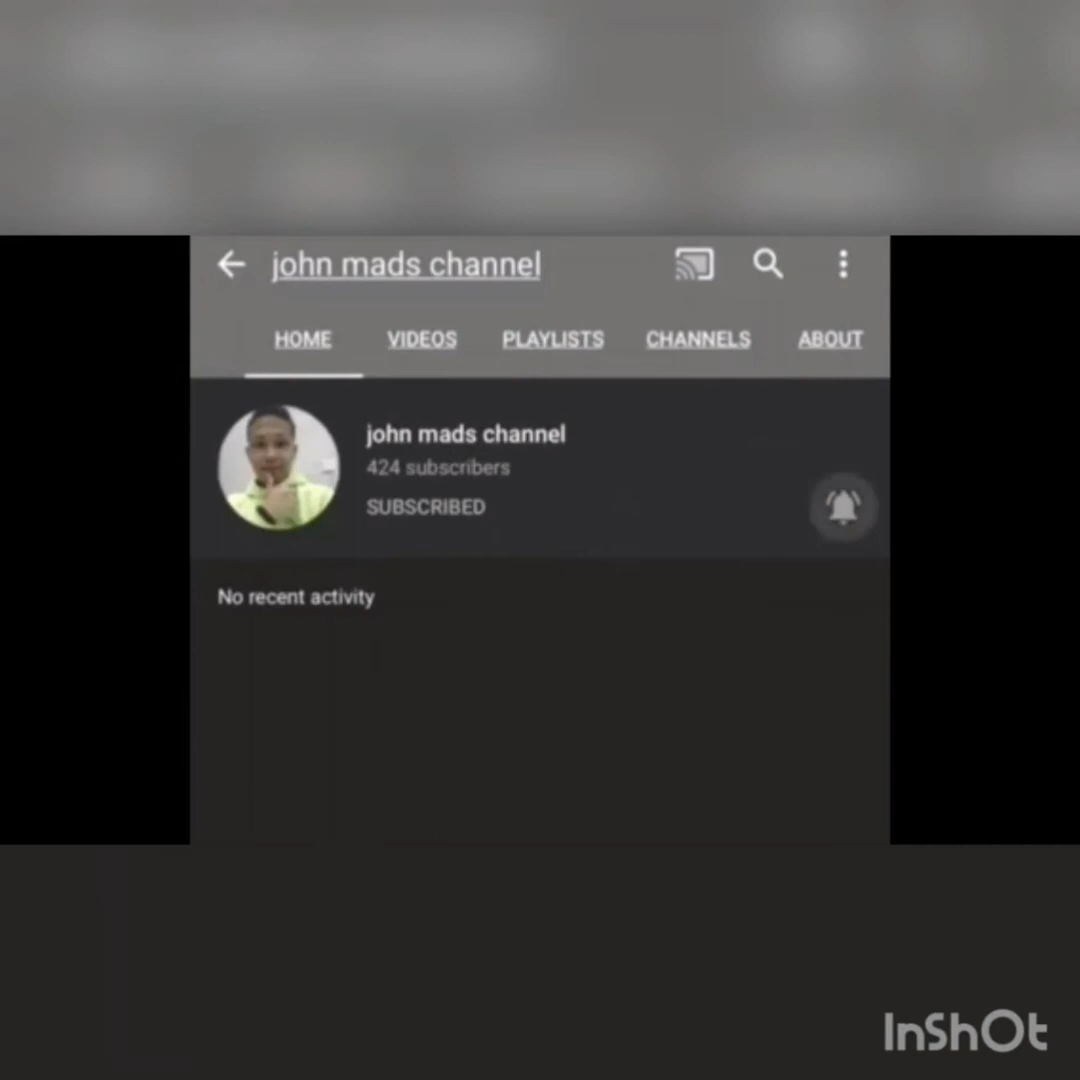 john mads channel
HOME VIDEOS PLAYLISTS CHANNELS ABOUT
john mads channel
424 subscribers
SUBSCRIBED
No recent activity
InShOt